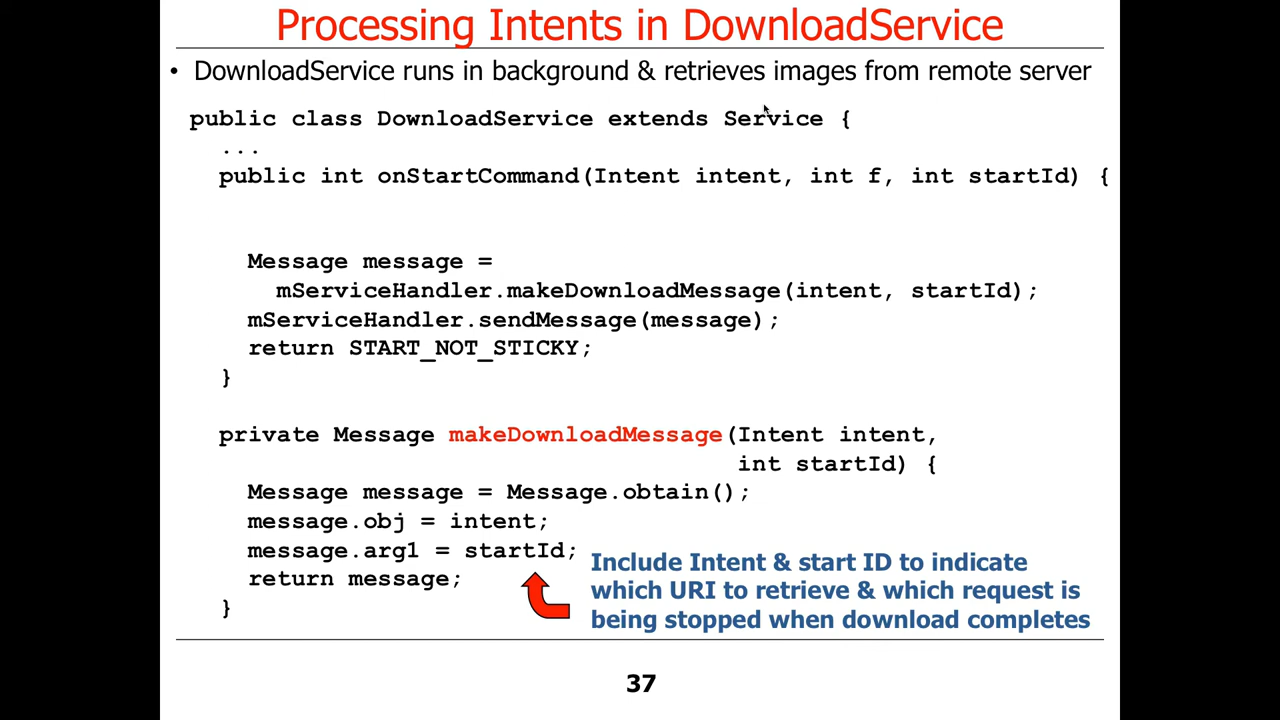 Processing Intents in DownloadService
• DownloadService runs in background & retrieves images from remote server
public class DownloadService extends Service {
...
public int onStartCommand(Intent intent, int f, int startId) {
Message message =
mServiceHandler.makeDownloadMessage(intent, startId);
mServiceHandler.sendMessage(message);
return START_NOT_STICKY;
}
private Message makeDownloadMessage(Intent intent,
int startId) {
Message message = Message.obtain();
message.obj = intent;
message.arg1 = startId;
return message;
}
Include Intent & start ID to indicate
which URI to retrieve & which request is
being stopped when download completes
37